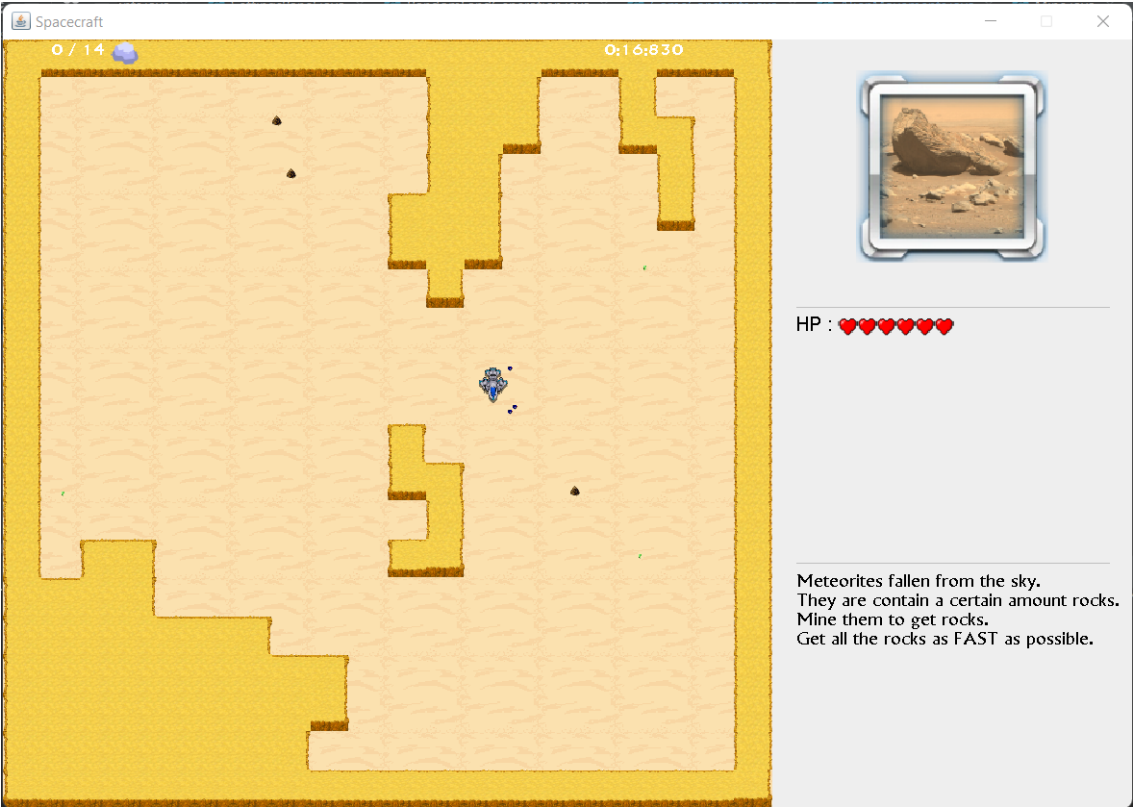 Spacecraft
0 / 14
0:16:830
HP :
Meteorites fallen from the sky.
They are contain a certain amount rocks.
Mine them to get rocks.
Get all the rocks as FAST as possible.